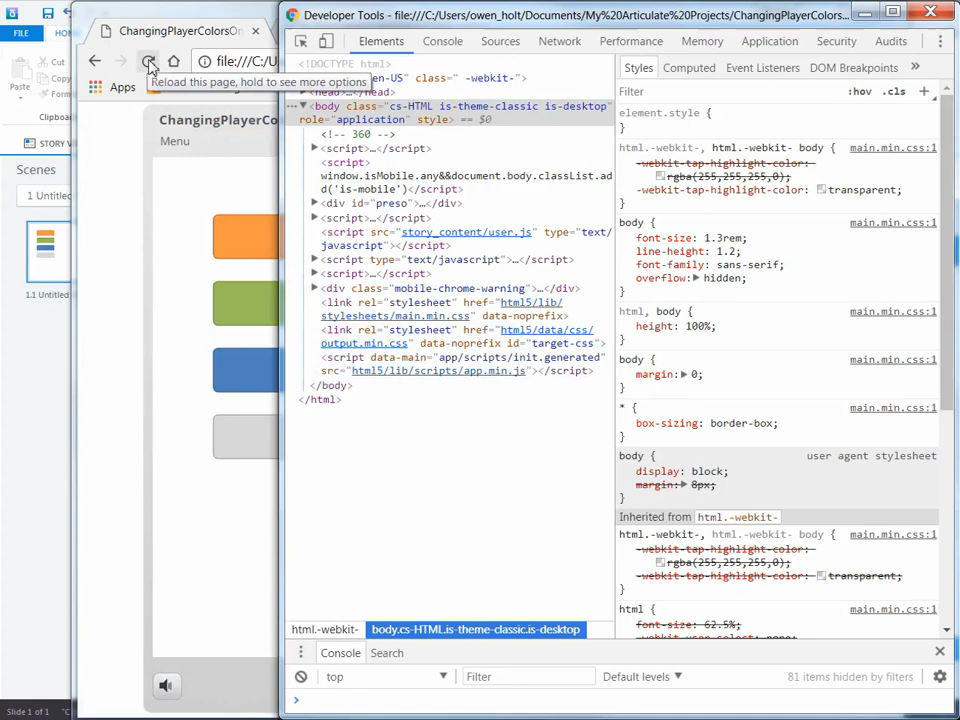 FILE
HOM
Paste
Cut
Copy
Forma
Clipboard
STORY V
Scenes
1 Untitled
1.1 Untitled
Slide 1 of 1
"C
ChangingPlayerColorsOn
file:///C:/U
Reload this page, hold to see more options
Apps
ChangingPlayerCo
Menu
Developer Tools - file:///C:/Users/owen_holt/Documents/My%20Articulate%20Projects/ChangingPlayerColors...
Elements Console Sources Network Performance Memory Application Security Audits
<!DOCTYPE html>
en-US" class=" -webkit-">
<head>…</head>
<body class="cs-HTML is-theme-classic is-desktop"
role="application" style> == $0
<!-- 360 -->
<script>…</script>
<script>
window.isMobile.any&&document.body.classList.ad
d('is-mobile')</script>
<div id="preso">…</div>
<script>…</script>
<script src="story_content/user.js" type="text/
javascript"></script>
<script type="text/javascript">…</script>
<script>…</script>
<div class="mobile-chrome-warning">…</div>
<link rel="stylesheet" href="html5/lib/
stylesheets/main.min.css" data-noprefix>
<link rel="stylesheet" href="html5/data/css/
output.min.css" data-noprefix id="target-css">
<script data-main="app/scripts/init.generated"
src="html5/lib/scripts/app.min.js"></script>
</body>
</html>
html.-webkit- body.cs-HTML.is-theme-classic.is-desktop
Styles Computed Event Listeners DOM Breakpoints »
Filter :hov .cls +
element.style {
}
html.-webkit-, html.-webkit- body { main.min.css:1
-webkit-tap-highlight-color:
rgba(255,255,255,0);
-webkit-tap-highlight-color: transparent;
}
body { main.min.css:1
font-size: 1.3rem;
line-height: 1.2;
font-family: sans-serif;
overflow: hidden;
}
html, body { main.min.css:1
height: 100%;
}
body { main.min.css:1
margin: 0;
}
* { main.min.css:1
box-sizing: border-box;
}
body { user agent stylesheet
display: block;
margin: 8px;
}
Inherited from html.-webkit-
html.-webkit-, html.-webkit- body { main.min.css:1
-webkit-tap-highlight-color:
rgba(255,255,255,0);
-webkit-tap-highlight-color: transparent;
}
html { main.min.css:1
font-size: 62.5%;
Console Search
top Filter Default levels 81 items hidden by filters